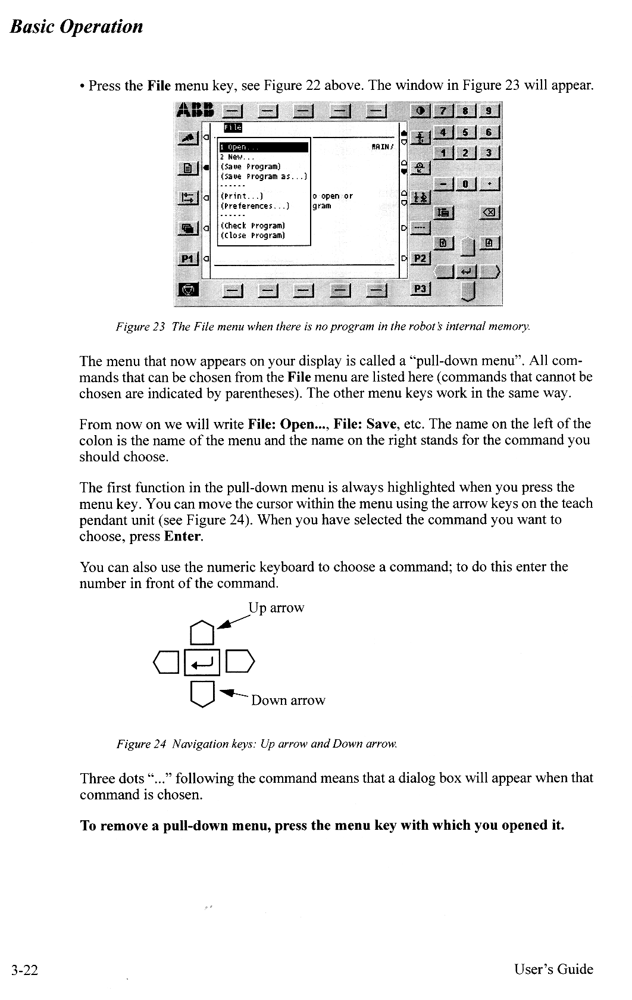 Basic Operation
• Press the File menu key, see Figure 22 above. The window in Figure 23 will appear.
ABB
7 8 9
File
4 5 6
1 Open...
MAIN/
2 New...
1 2 3
(Save Program)
(Save Program as...)
------
- 0 .
(Print...)
o open or
(Preferences...)
gram
------
(Check Program)
(Close Program)
P1
P2
P3
Figure 23 The File menu when there is no program in the robot's internal memory.
The menu that now appears on your display is called a “pull-down menu”. All com-
mands that can be chosen from the File menu are listed here (commands that cannot be
chosen are indicated by parentheses). The other menu keys work in the same way.
From now on we will write File: Open..., File: Save, etc. The name on the left of the
colon is the name of the menu and the name on the right stands for the command you
should choose.
The first function in the pull-down menu is always highlighted when you press the
menu key. You can move the cursor within the menu using the arrow keys on the teach
pendant unit (see Figure 24). When you have selected the command you want to
choose, press Enter.
You can also use the numeric keyboard to choose a command; to do this enter the
number in front of the command.
Up arrow
Down arrow
Figure 24 Navigation keys: Up arrow and Down arrow.
Three dots “...” following the command means that a dialog box will appear when that
command is chosen.
To remove a pull-down menu, press the menu key with which you opened it.
3-22
User's Guide